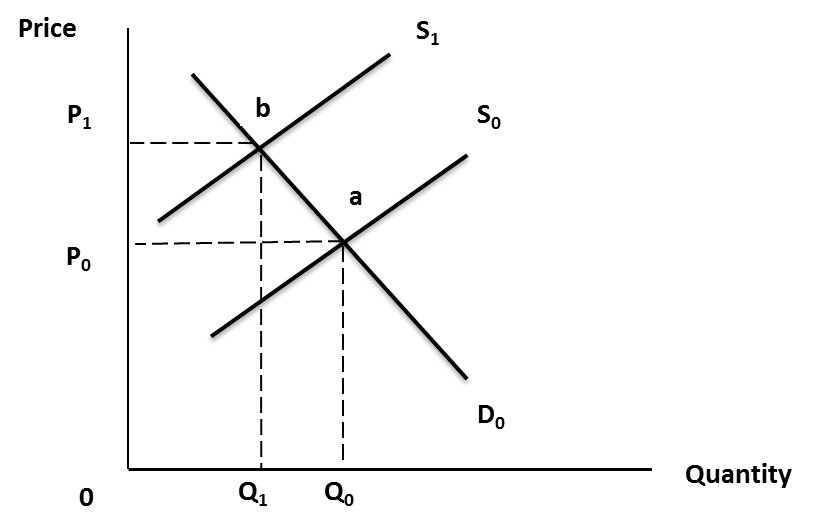 Price
S₁
P₁
b
S₀
a
P₀
D₀
Quantity
0
Q₁
Q₀